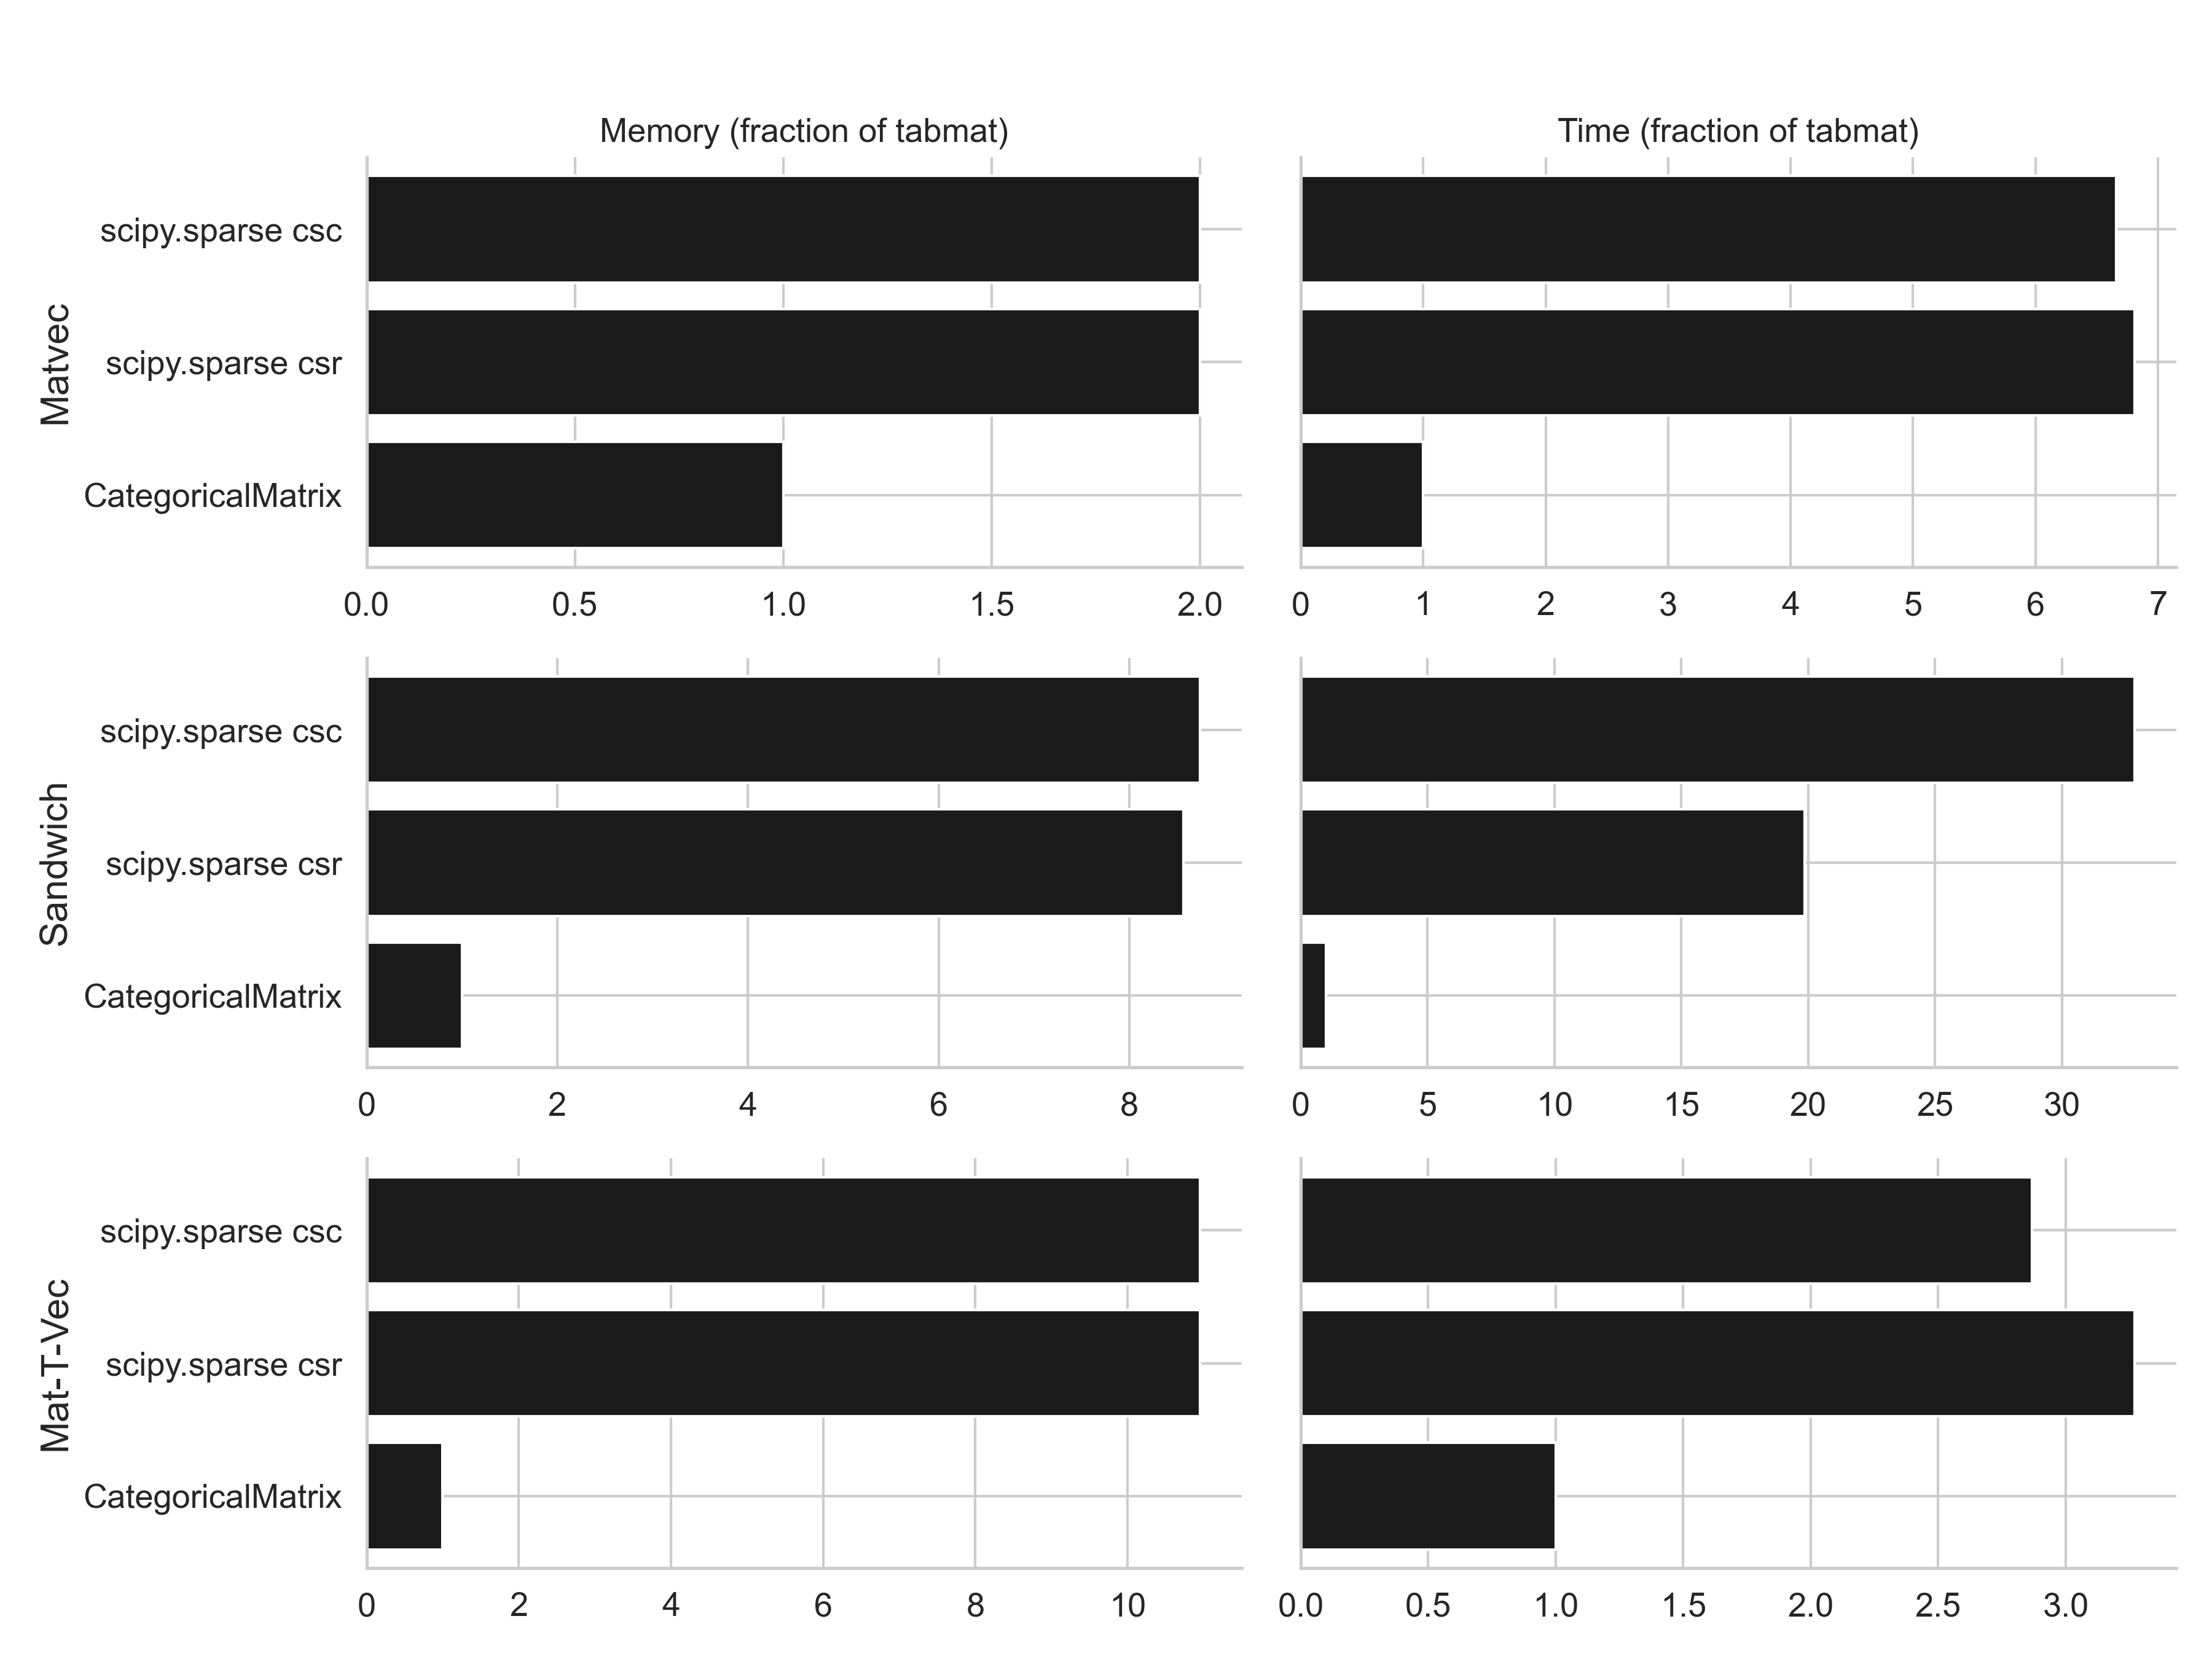 Memory (fraction of tabmat)
Time (fraction of tabmat)
Matvec
scipy.sparse csc
scipy.sparse csr
CategoricalMatrix
0.0 0.5 1.0 1.5 2.0
0 1 2 3 4 5 6 7
Sandwich
scipy.sparse csc
scipy.sparse csr
CategoricalMatrix
0 2 4 6 8
0 5 10 15 20 25 30
Mat-T-Vec
scipy.sparse csc
scipy.sparse csr
CategoricalMatrix
0 2 4 6 8 10
0.0 0.5 1.0 1.5 2.0 2.5 3.0